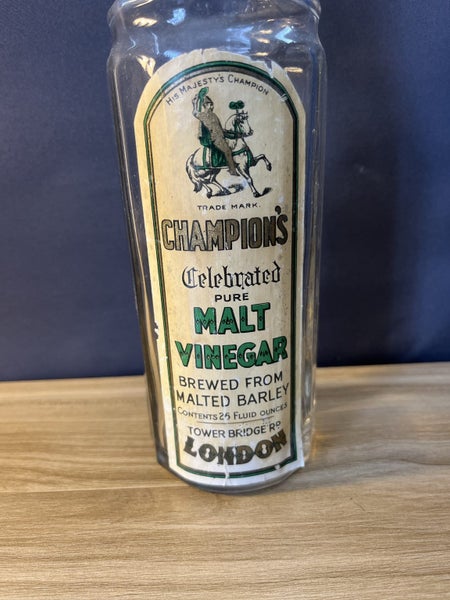 HIS MAJESTY'S CHAMPION
TRADE MARK.
CHAMPION'S
Celebrated
PURE
MALT
VINEGAR
BREWED FROM
MALTED BARLEY
CONTENTS 26 FLUID OUNCES
TOWER BRIDGE RD
LONDON